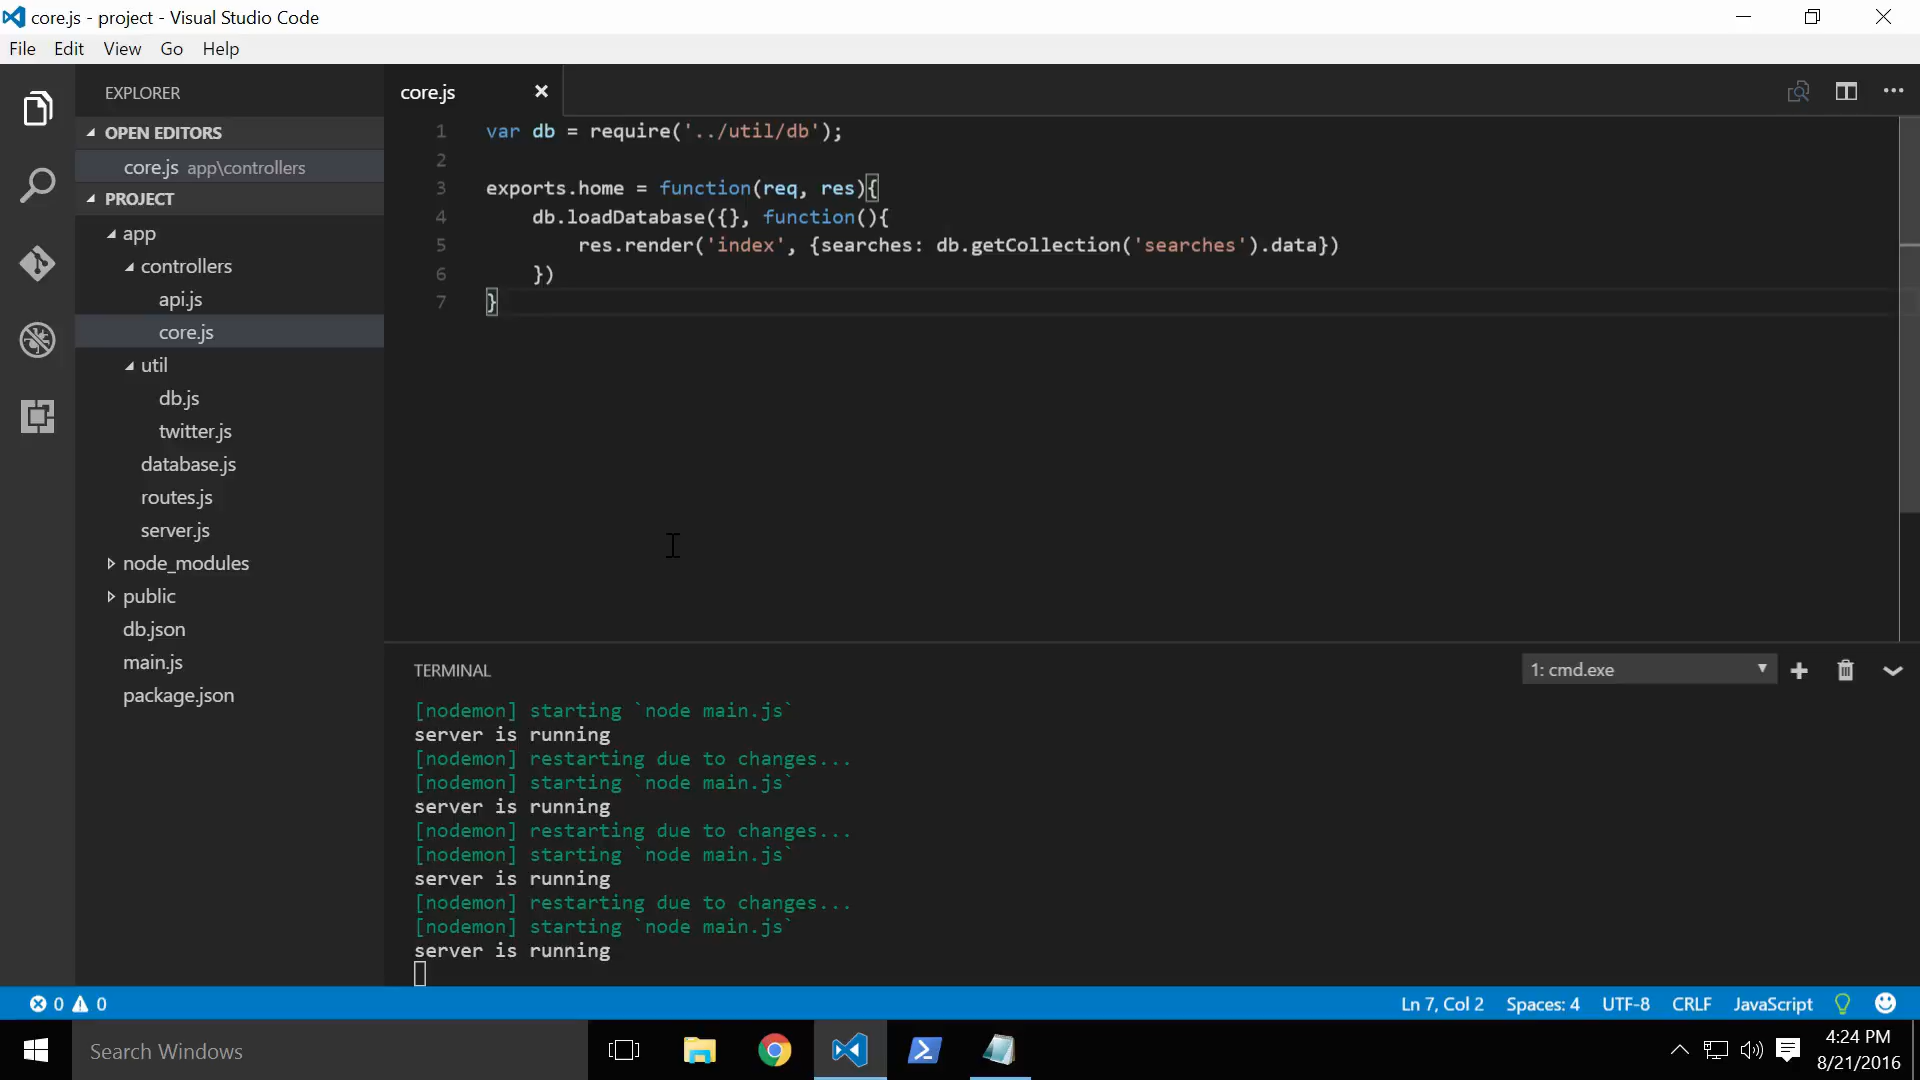 core.js - project - Visual Studio Code
File Edit View Go Help
EXPLORER
OPEN EDITORS
core.js app\controllers
PROJECT
app
controllers
api.js
core.js
util
db.js
twitter.js
database.js
routes.js
server.js
node_modules
public
db.json
main.js
package.json
core.js
1 var db = require('../util/db');
2
3 exports.home = function(req, res){
4 db.loadDatabase({}, function(){
5 res.render('index', {searches: db.getCollection('searches').data})
6 })
7 }
TERMINAL
1: cmd.exe
[nodemon] starting `node main.js`
server is running
[nodemon] restarting due to changes...
[nodemon] starting `node main.js`
server is running
[nodemon] restarting due to changes...
[nodemon] starting `node main.js`
server is running
[nodemon] restarting due to changes...
[nodemon] starting `node main.js`
server is running
0 0
Ln 7, Col 2 Spaces: 4 UTF-8 CRLF JavaScript
Search Windows
4:24 PM
8/21/2016